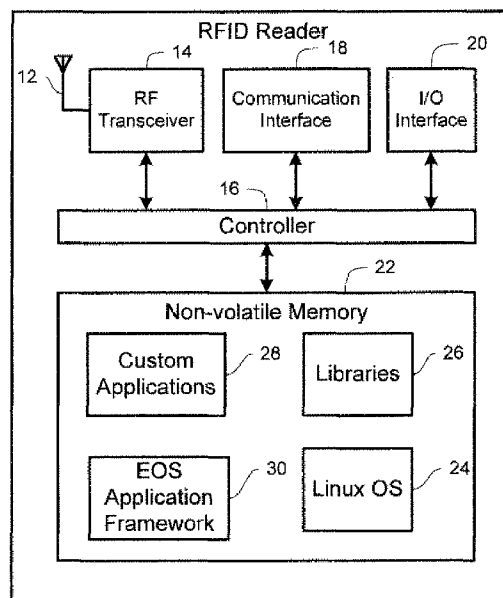 RFID Reader
12
14
18
20
RF
Transceiver
Communication
Interface
I/O
Interface
16
Controller
22
Non-volatile Memory
Custom
Applications
28
Libraries
26
EOS
Application
Framework
30
Linux OS
24